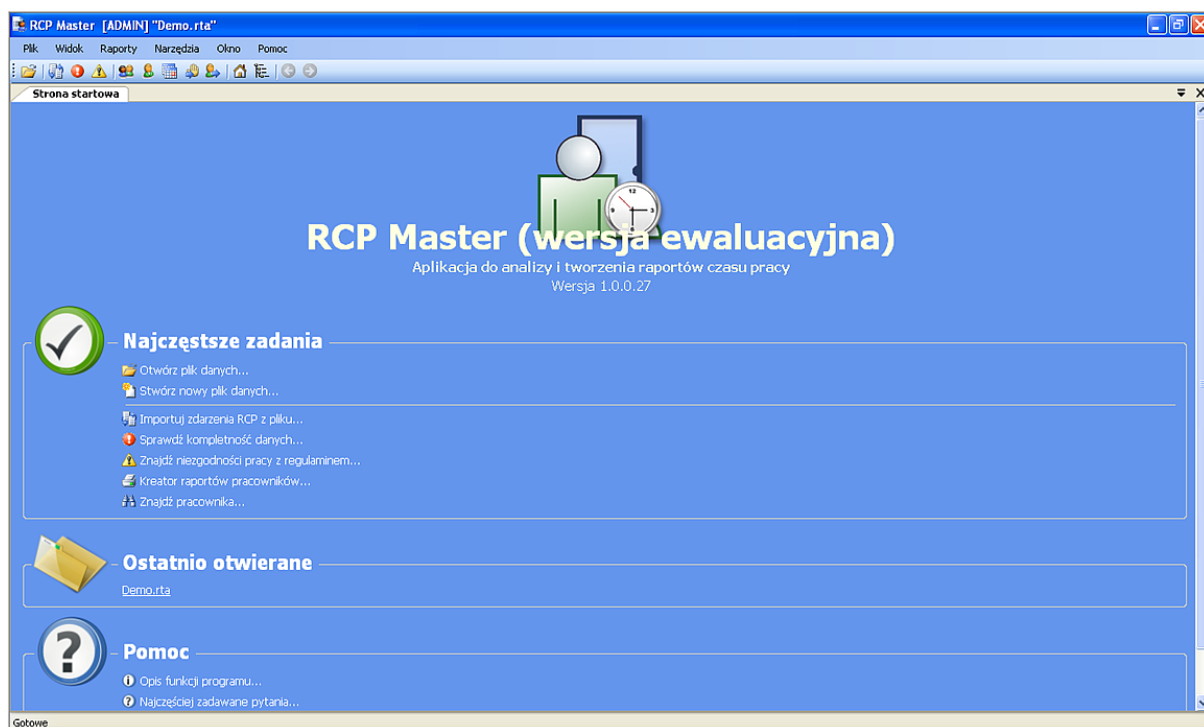 RCP Master [ADMIN] "Demo.rta"
Plik Widok Raporty Narzędzia Okno Pomoc
Strona startowa
12
9 3
RCP Master (wersja ewaluacyjna)
Aplikacja do analizy i tworzenia raportów czasu pracy
Wersja 1.0.0.27
Najczęstsze zadania
Otwórz plik danych...
Stwórz nowy plik danych...
Importuj zdarzenia RCP z pliku...
Sprawdź kompletność danych...
Znajdź niezgodności pracy z regulaminem...
Kreator raportów pracowników...
Znajdź pracownika...
Ostatnio otwierane
Demo.rta
Pomoc
Opis funkcji programu...
Najczęściej zadawane pytania...
Gotowe